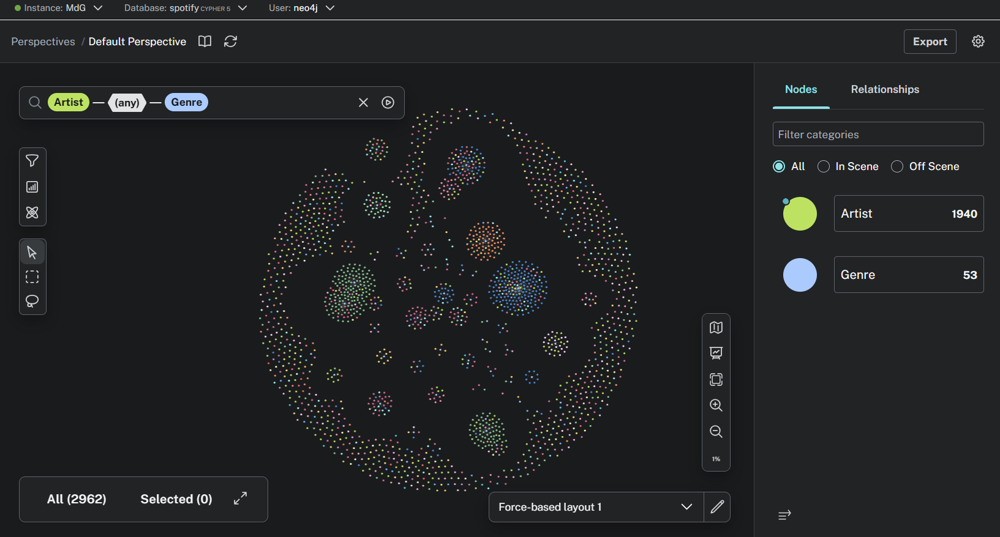 Instance: MdG Database: spotify CYPHER 5 User: neo4j
Perspectives / Default Perspective Export
Artist (any) Genre
Nodes Relationships
Filter categories
All In Scene Off Scene
Artist 1940
Genre 53
1%
All (2962) Selected (0)
Force-based layout 1